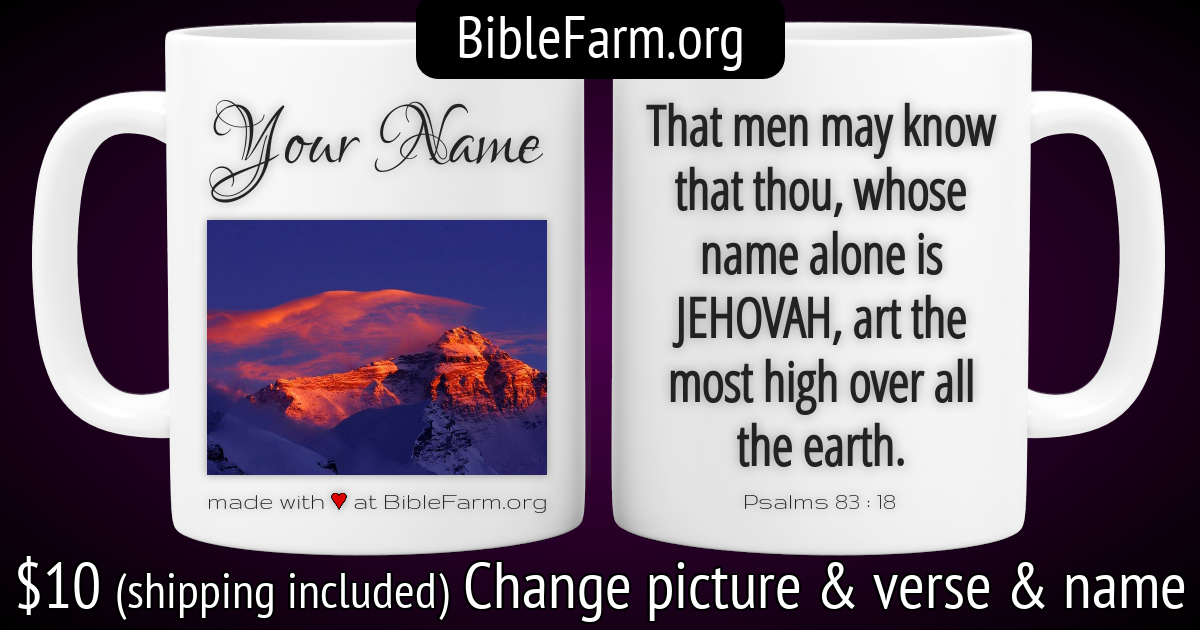 BibleFarm.org
Your Name
made with ♥ at BibleFarm.org
That men may know
that thou, whose
name alone is
JEHOVAH, art the
most high over all
the earth.
Psalms 83 : 18
$10 (shipping included) Change picture & verse & name